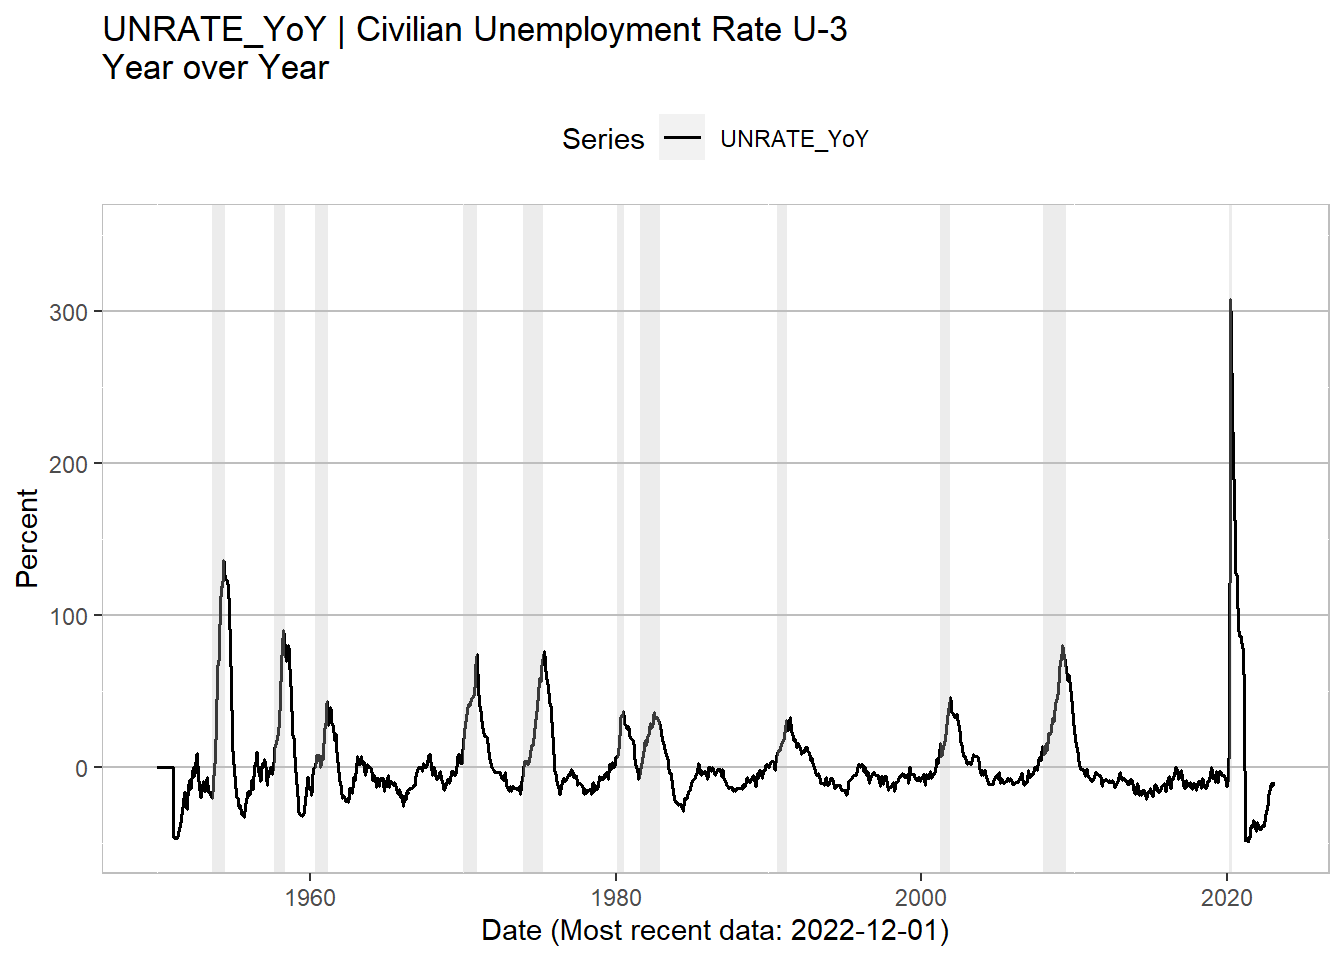 UNRATE_YoY | Civilian Unemployment Rate U-3
Year over Year
Series UNRATE_YoY
Percent
300
200
100
0
1960 1980 2000 2020
Date (Most recent data: 2022-12-01)